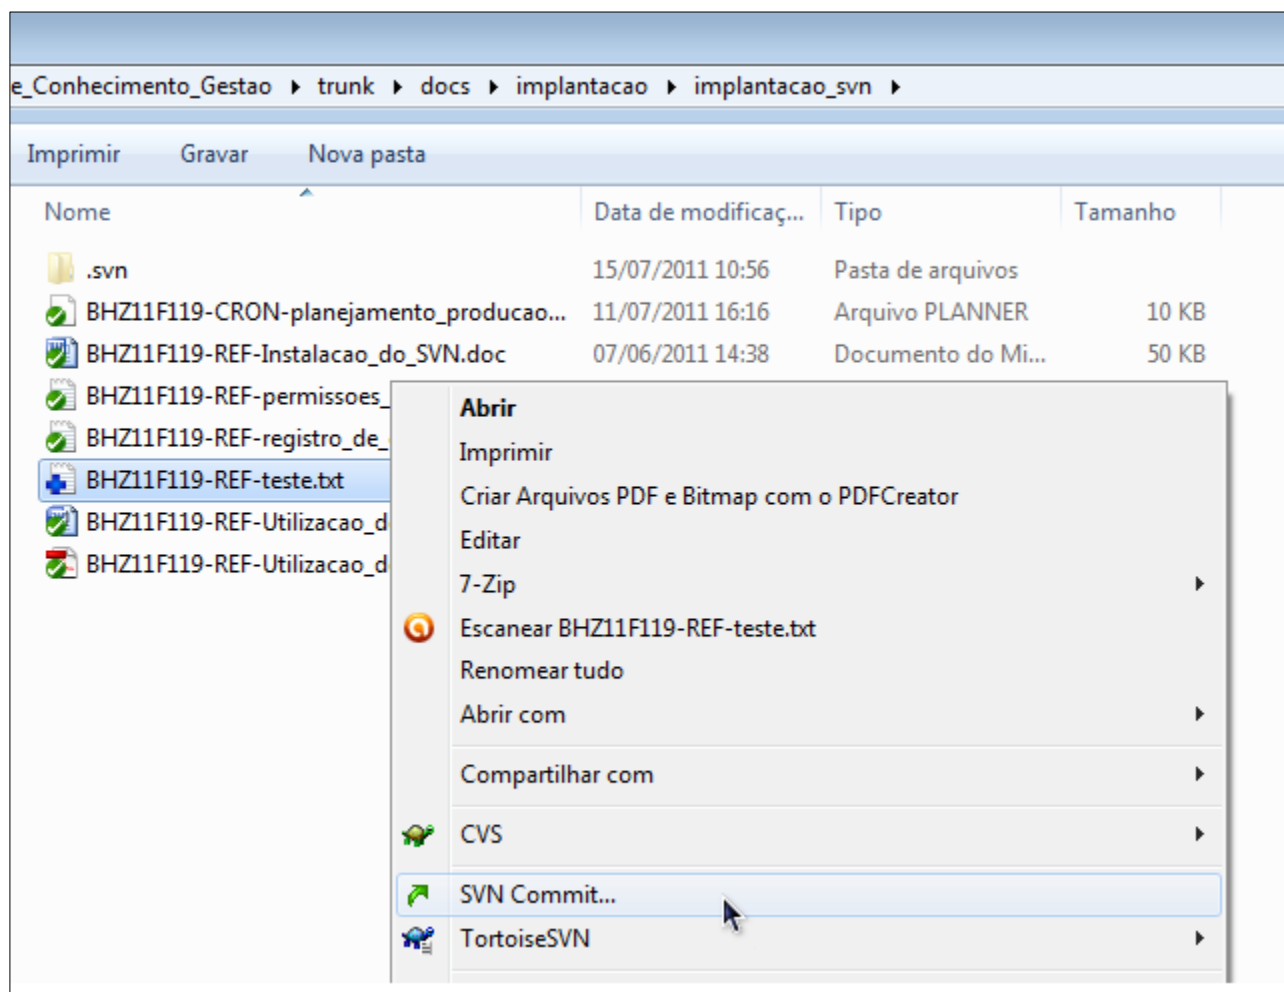 e_Conhecimento_Gestao ▸ trunk ▸ docs ▸ implantacao ▸ implantacao_svn ▸
Imprimir Gravar Nova pasta
Nome Data de modificaç... Tipo Tamanho
.svn 15/07/2011 10:56 Pasta de arquivos
BHZ11F119-CRON-planejamento_producao... 11/07/2011 16:16 Arquivo PLANNER 10 KB
BHZ11F119-REF-Instalacao_do_SVN.doc 07/06/2011 14:38 Documento do Mi... 50 KB
BHZ11F119-REF-permissoes_
BHZ11F119-REF-registro_de_
BHZ11F119-REF-teste.txt
BHZ11F119-REF-Utilizacao_d
BHZ11F119-REF-Utilizacao_d
Abrir
Imprimir
Criar Arquivos PDF e Bitmap com o PDFCreator
Editar
7-Zip
Escanear BHZ11F119-REF-teste.txt
Renomear tudo
Abrir com
Compartilhar com
CVS
SVN Commit...
TortoiseSVN